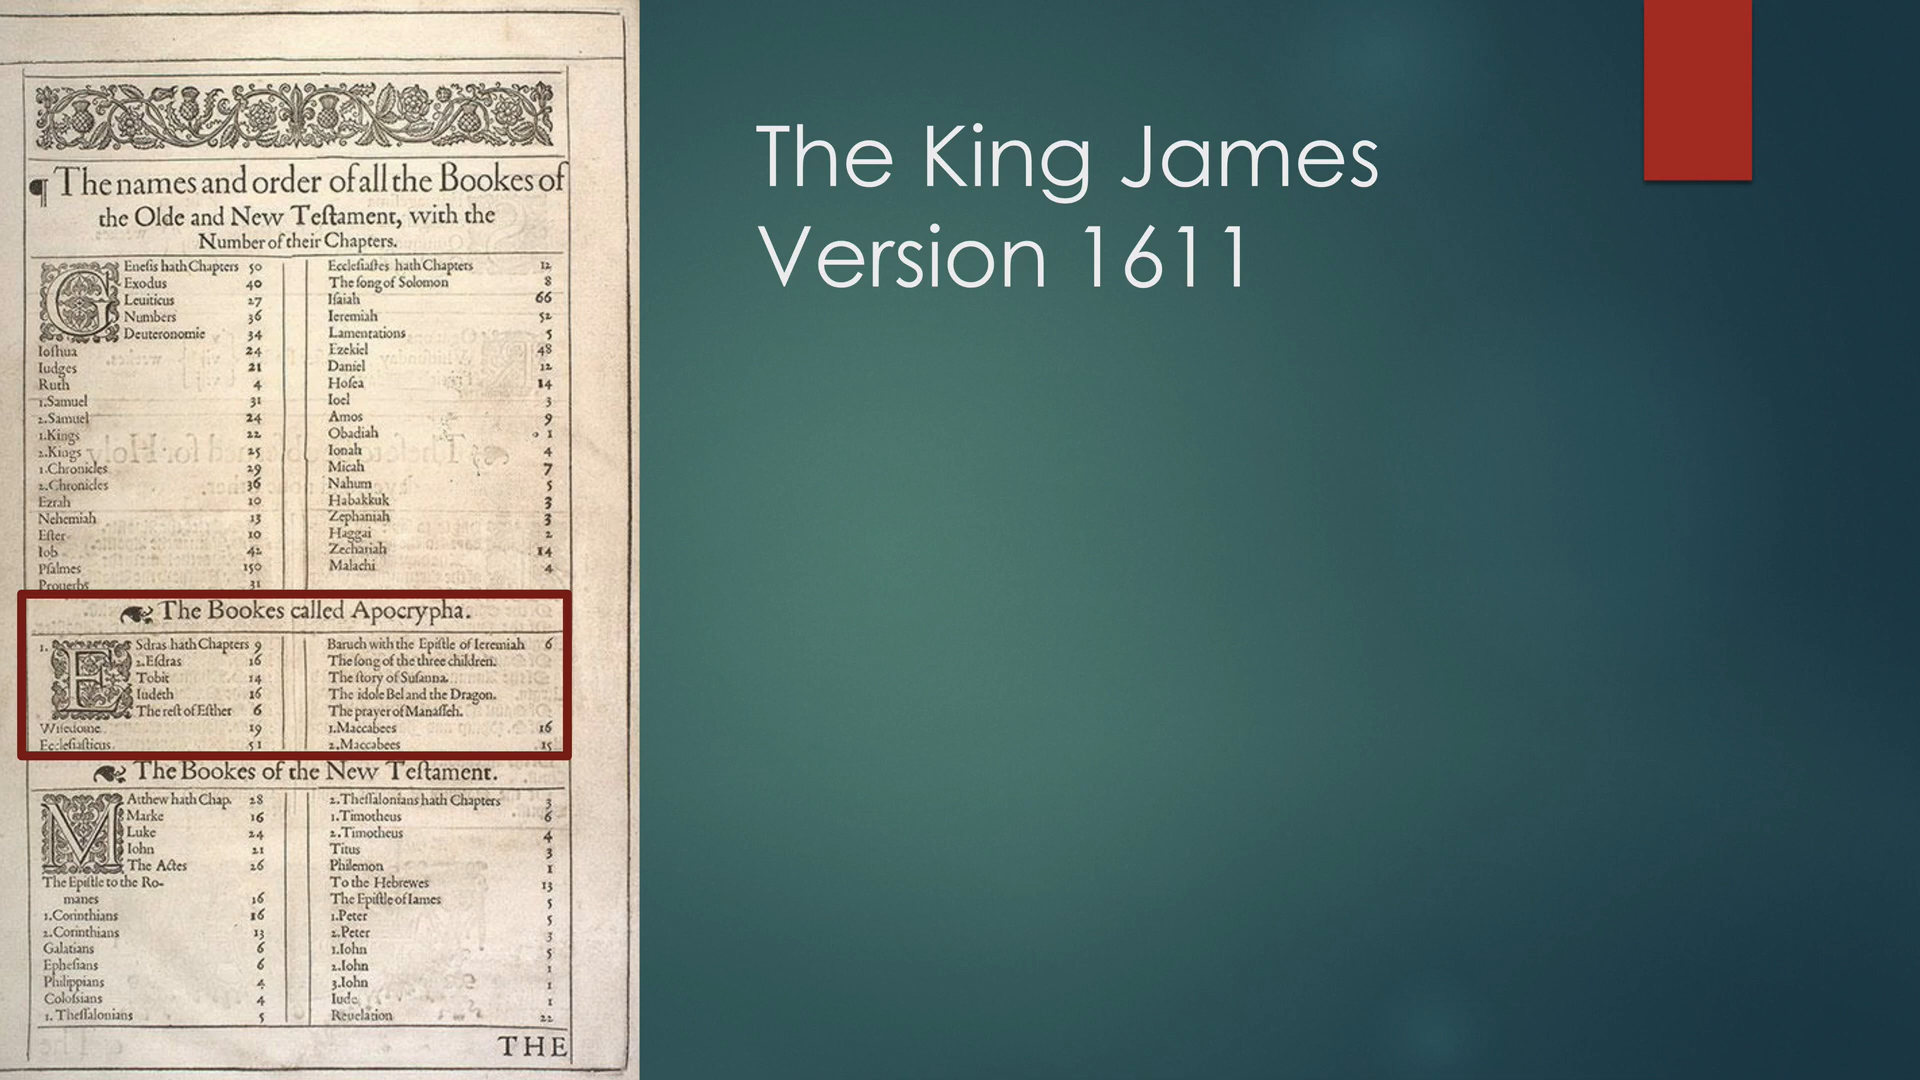 ¶ The names and order of all the Bookes of
the Olde and New Teſtament, with the
Number of their Chapters.
GEneſis hath Chapters 50
Exodus 40
Leuiticus 27
Numbers 36
Deuteronomie 34
Ioſhua 24
Iudges 21
Ruth 4
1.Samuel 31
2.Samuel 24
1.Kings 22
2.Kings 25
1.Chronicles 29
2.Chronicles 36
Ezrah 10
Nehemiah 13
Eſter 10
Iob 42
Pſalmes 150
Prouerbs 31
Eccleſiaſtes hath Chapters 12
The ſong of Solomon 8
Iſaiah 66
Ieremiah 52
Lamentations 5
Ezekiel 48
Daniel 12
Hoſea 14
Ioel 3
Amos 9
Obadiah 1
Ionah 4
Micah 7
Nahum 5
Habakkuk 3
Zephaniah 3
Haggai 2
Zechariah 14
Malachi 4
The Bookes called Apocrypha.
1. ESdras hath Chapters 9
2.Eſdras 16
Tobit 14
Iudeth 16
The reſt of Eſther 6
Wiſedome 19
Eccleſiaſticus 51
Baruch with the Epiſtle of Ieremiah 6
The ſong of the three children.
The ſtory of Suſanna.
The idole Bel and the Dragon.
The prayer of Manaſſeh.
1.Maccabees 16
2.Maccabees 15
The Bookes of the New Teſtament.
MAtthew hath Chap. 28
Marke 16
Luke 24
Iohn 21
The Actes 26
The Epiſtle to the Ro-
manes 16
1.Corinthians 16
2.Corinthians 13
Galatians 6
Epheſians 6
Philippians 4
Coloſsians 4
1.Theſſalonians 5
2.Theſſalonians hath Chapters 3
1.Timotheus 6
2.Timotheus 4
Titus 3
Philemon 1
To the Hebrewes 13
The Epiſtle of Iames 5
1.Peter 5
2.Peter 3
1.Iohn 5
2.Iohn 1
3.Iohn 1
Iude 1
Reuelation 22
THE
The King James
Version 1611